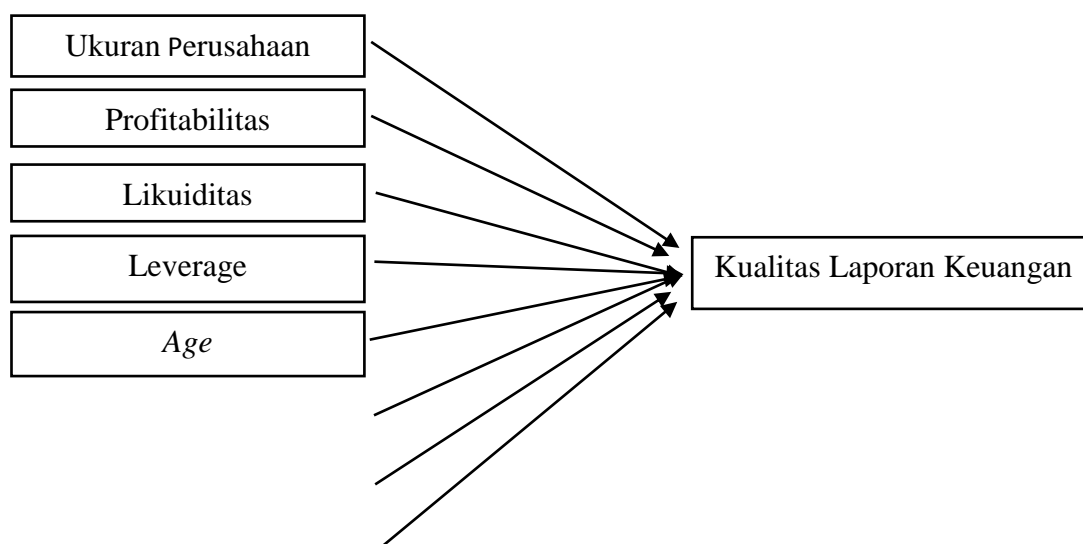 Ukuran Perusahaan
Profitabilitas
Likuiditas
Leverage
Kualitas Laporan Keuangan
Age